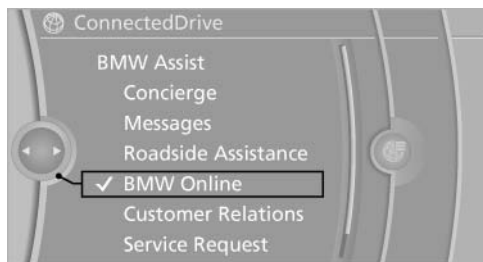 ConnectedDrive
BMW Assist
Concierge
Messages
Roadside Assistance
✓ BMW Online
Customer Relations
Service Request